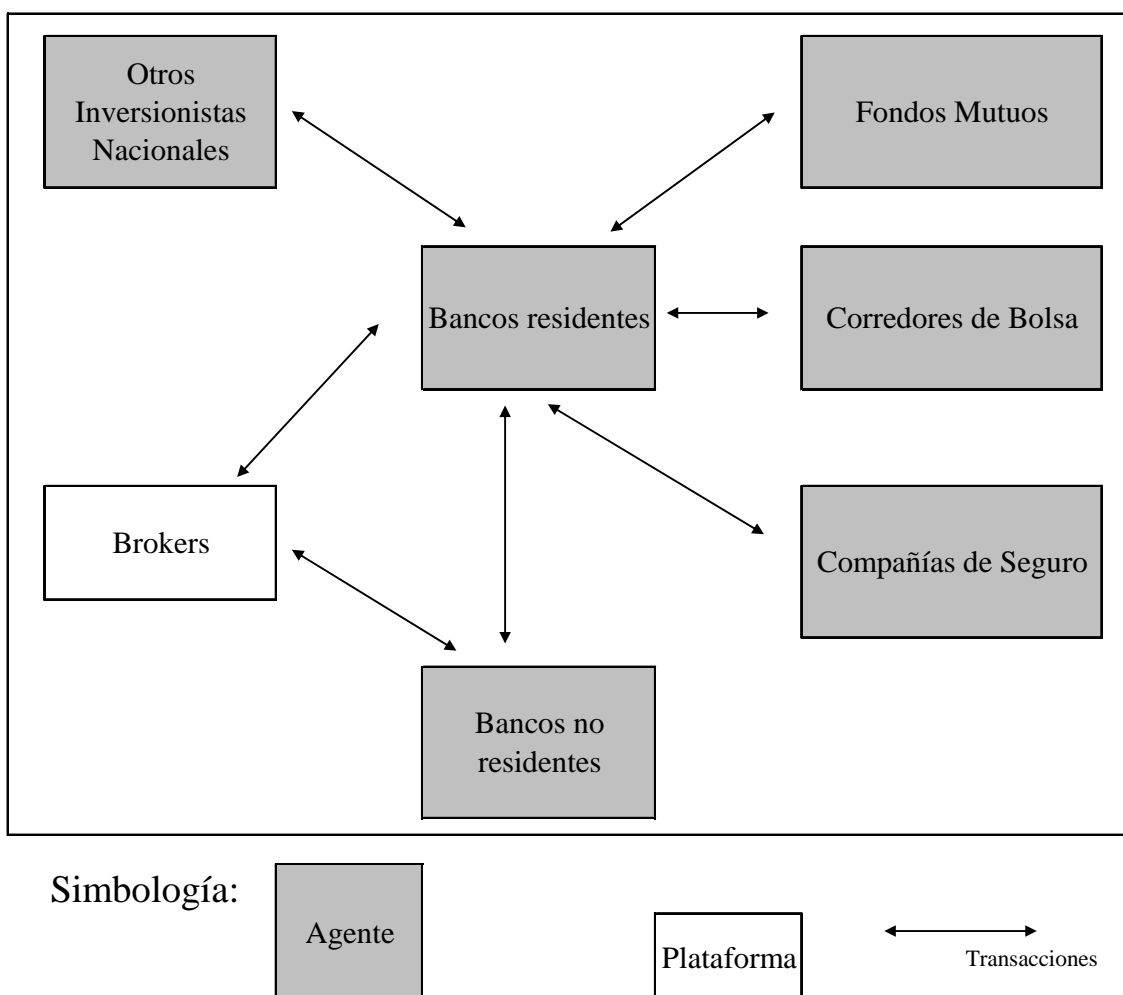 Otros
Inversionistas
Nacionales
Fondos Mutuos
Bancos residentes
Corredores de Bolsa
Brokers
Compañías de Seguro
Bancos no
residentes
Simbología:
Agente
Plataforma
Transacciones